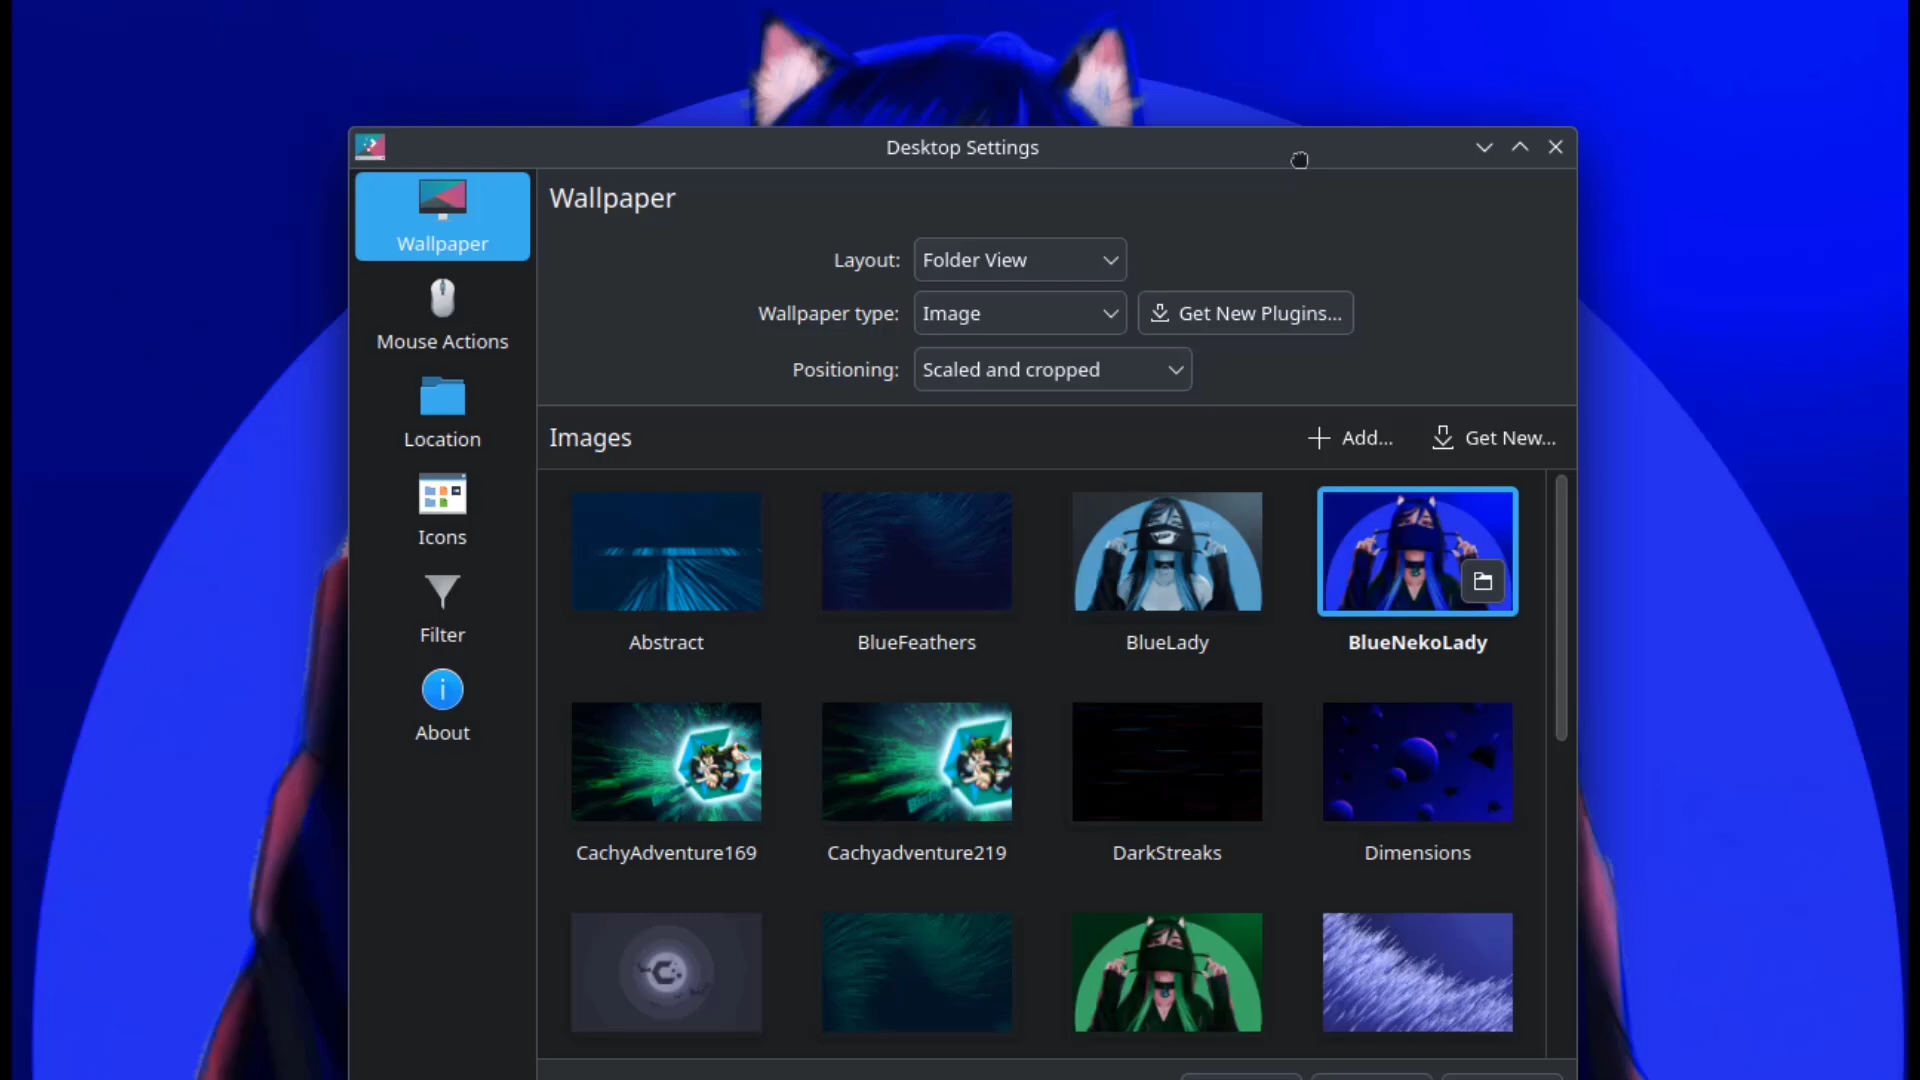 Desktop Settings
Wallpaper
Mouse Actions
Location
Icons
Filter
About
Wallpaper
Layout: Folder View
Wallpaper type: Image Get New Plugins...
Positioning: Scaled and cropped
Images Add... Get New...
Abstract BlueFeathers BlueLady BlueNekoLady
CachyAdventure169 Cachyadventure219 DarkStreaks Dimensions